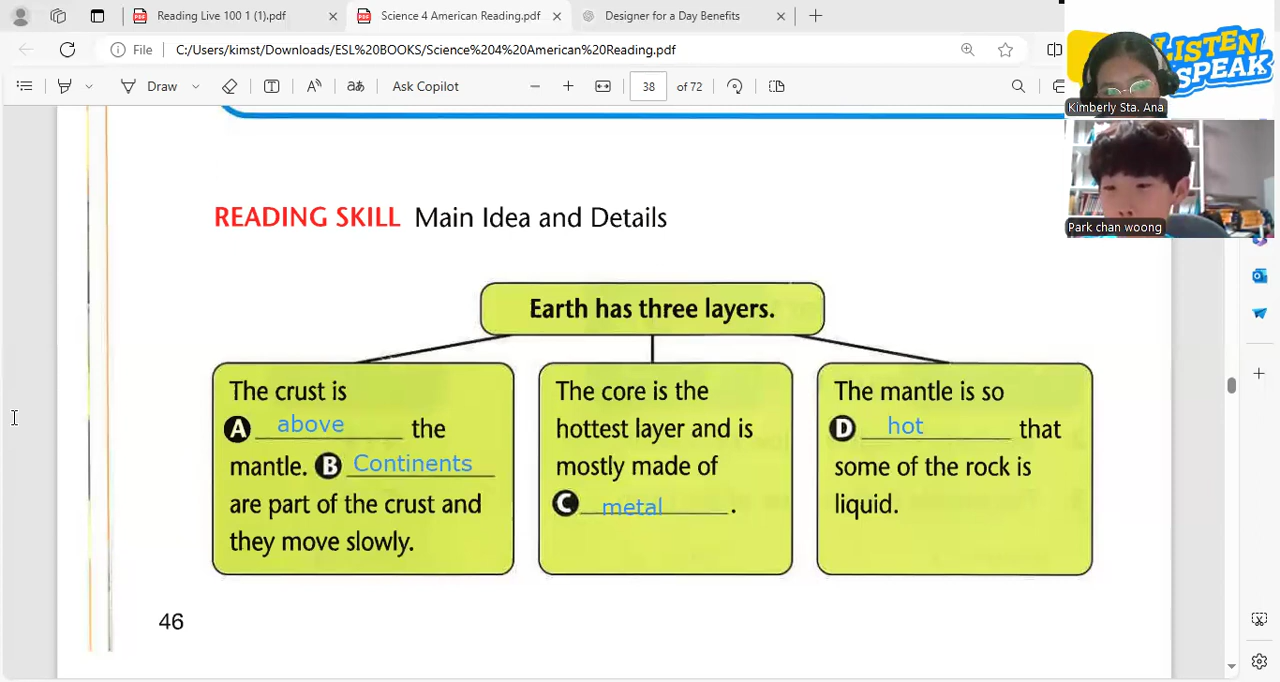 Reading Live 100 1 (1).pdf
Science 4 American Reading.pdf
Designer for a Day Benefits
File
C:/Users/kimst/Downloads/ESL%20BOOKS/Science%204%20American%20Reading.pdf
Draw
Ask Copilot
38
of 72
LISTEN
SPEAK
Kimberly Sta. Ana
Park chan woong
READING SKILL Main Idea and Details
Earth has three layers.
The crust is
A above the
mantle. B Continents
are part of the crust and
they move slowly.
The core is the
hottest layer and is
mostly made of
C metal .
The mantle is so
D hot that
some of the rock is
liquid.
46